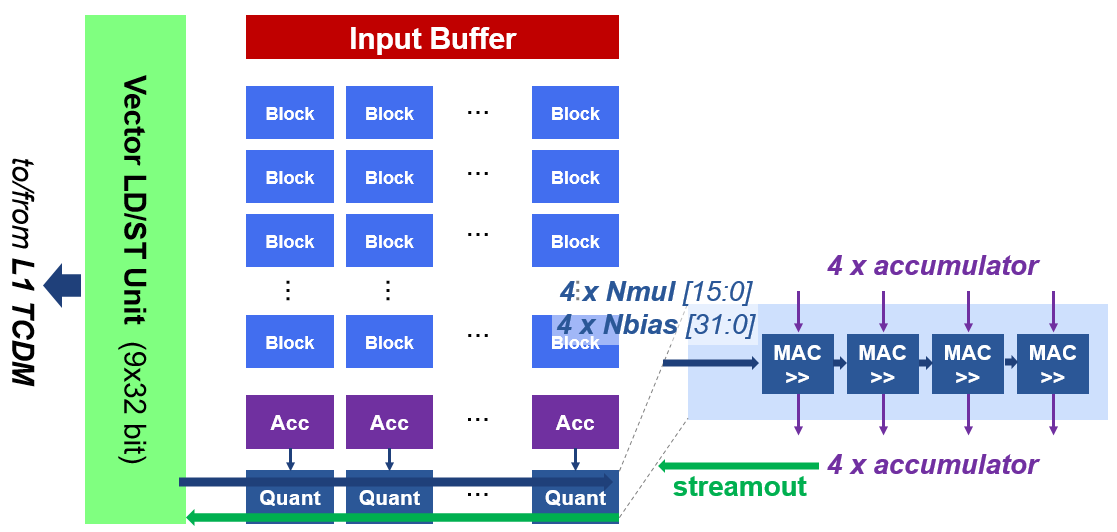 Input Buffer
Vector LD/ST Unit (9x32 bit)
to/from L1 TCDM
Block Block ... Block
Block Block ... Block
Block Block ... Block
Block Block Block
Acc Acc ... Acc
Quant Quant ... Quant
4 x Nmul [15:0]
4 x Nbias [31:0]
4 x accumulator
MAC >> MAC >> MAC >> MAC >>
4 x accumulator
streamout